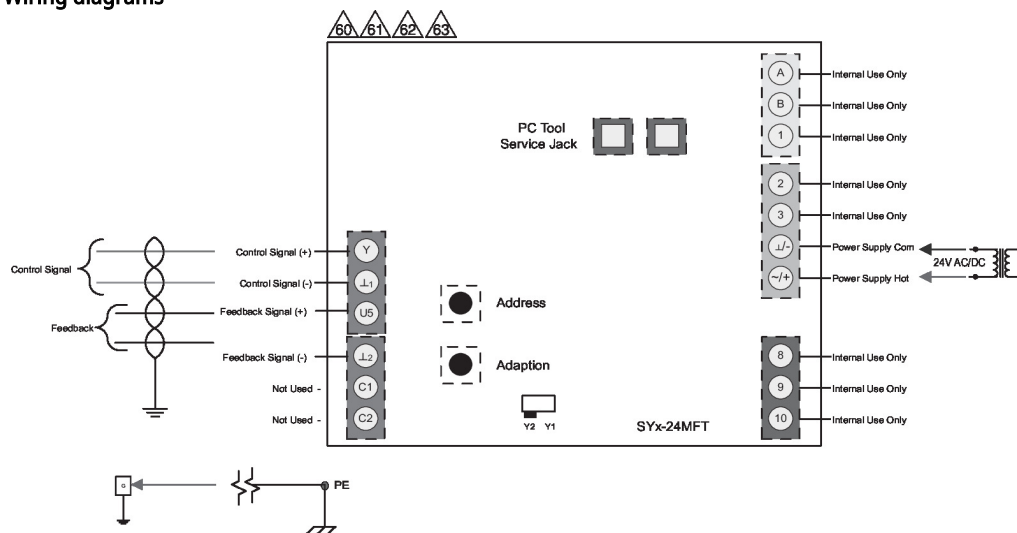 Wiring diagrams
60 61 62 63
A Internal Use Only
B Internal Use Only
PC Tool
Service Jack
1 Internal Use Only
2 Internal Use Only
3 Internal Use Only
Control Signal
Control Signal (+) Y
⊥/- Power Supply Com
24V AC/DC
Control Signal (-) ⊥1
~/+ Power Supply Hot
Feedback
Feedback Signal (+) U5
Address
Feedback Signal (-) ⊥2
Adaption
8 Internal Use Only
Not Used - C1
9 Internal Use Only
Not Used - C2
Y2 Y1
SYx-24MFT
10 Internal Use Only
G
PE